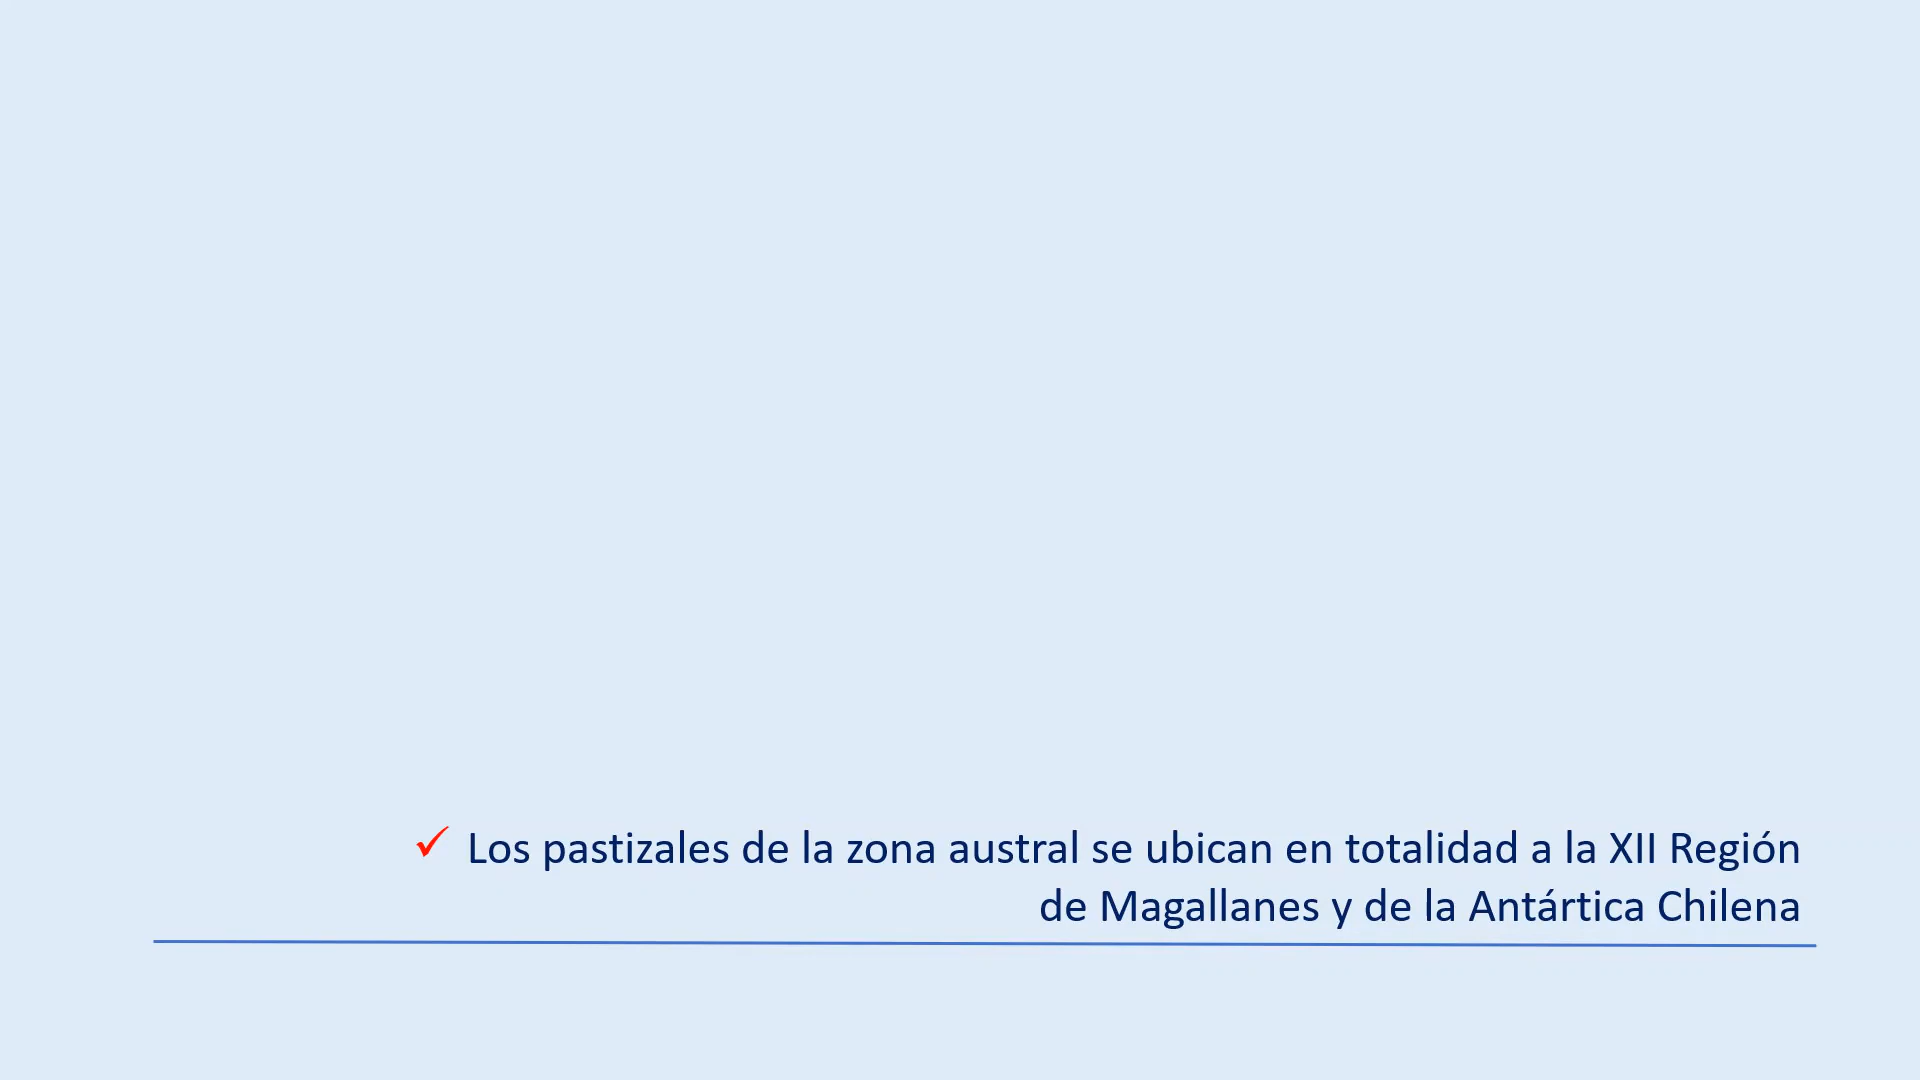 ✓ Los pastizales de la zona austral se ubican en totalidad a la XII Región
de Magallanes y de la Antártica Chilena